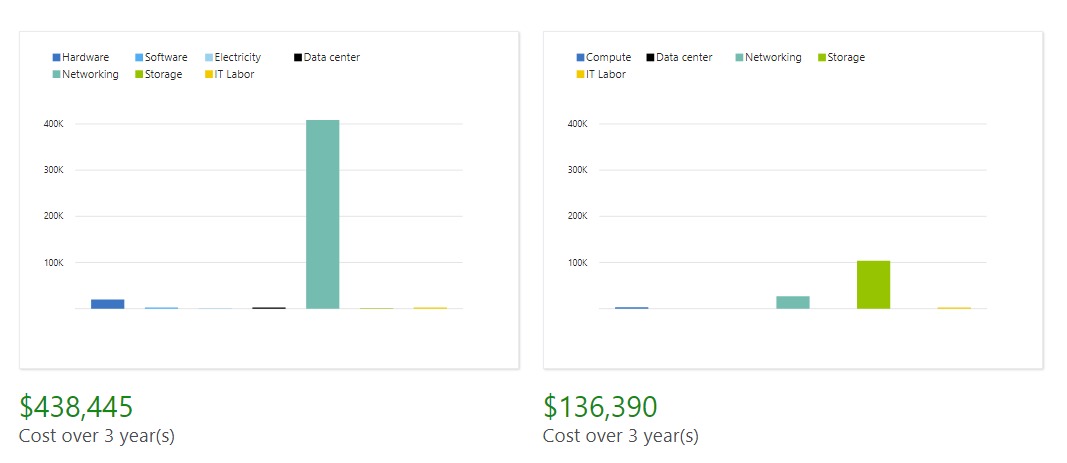 Hardware Software Electricity Data center
Networking Storage IT Labor
400K
300K
200K
100K
$438,445
Cost over 3 year(s)
Compute Data center Networking Storage
IT Labor
400K
300K
200K
100K
$136,390
Cost over 3 year(s)